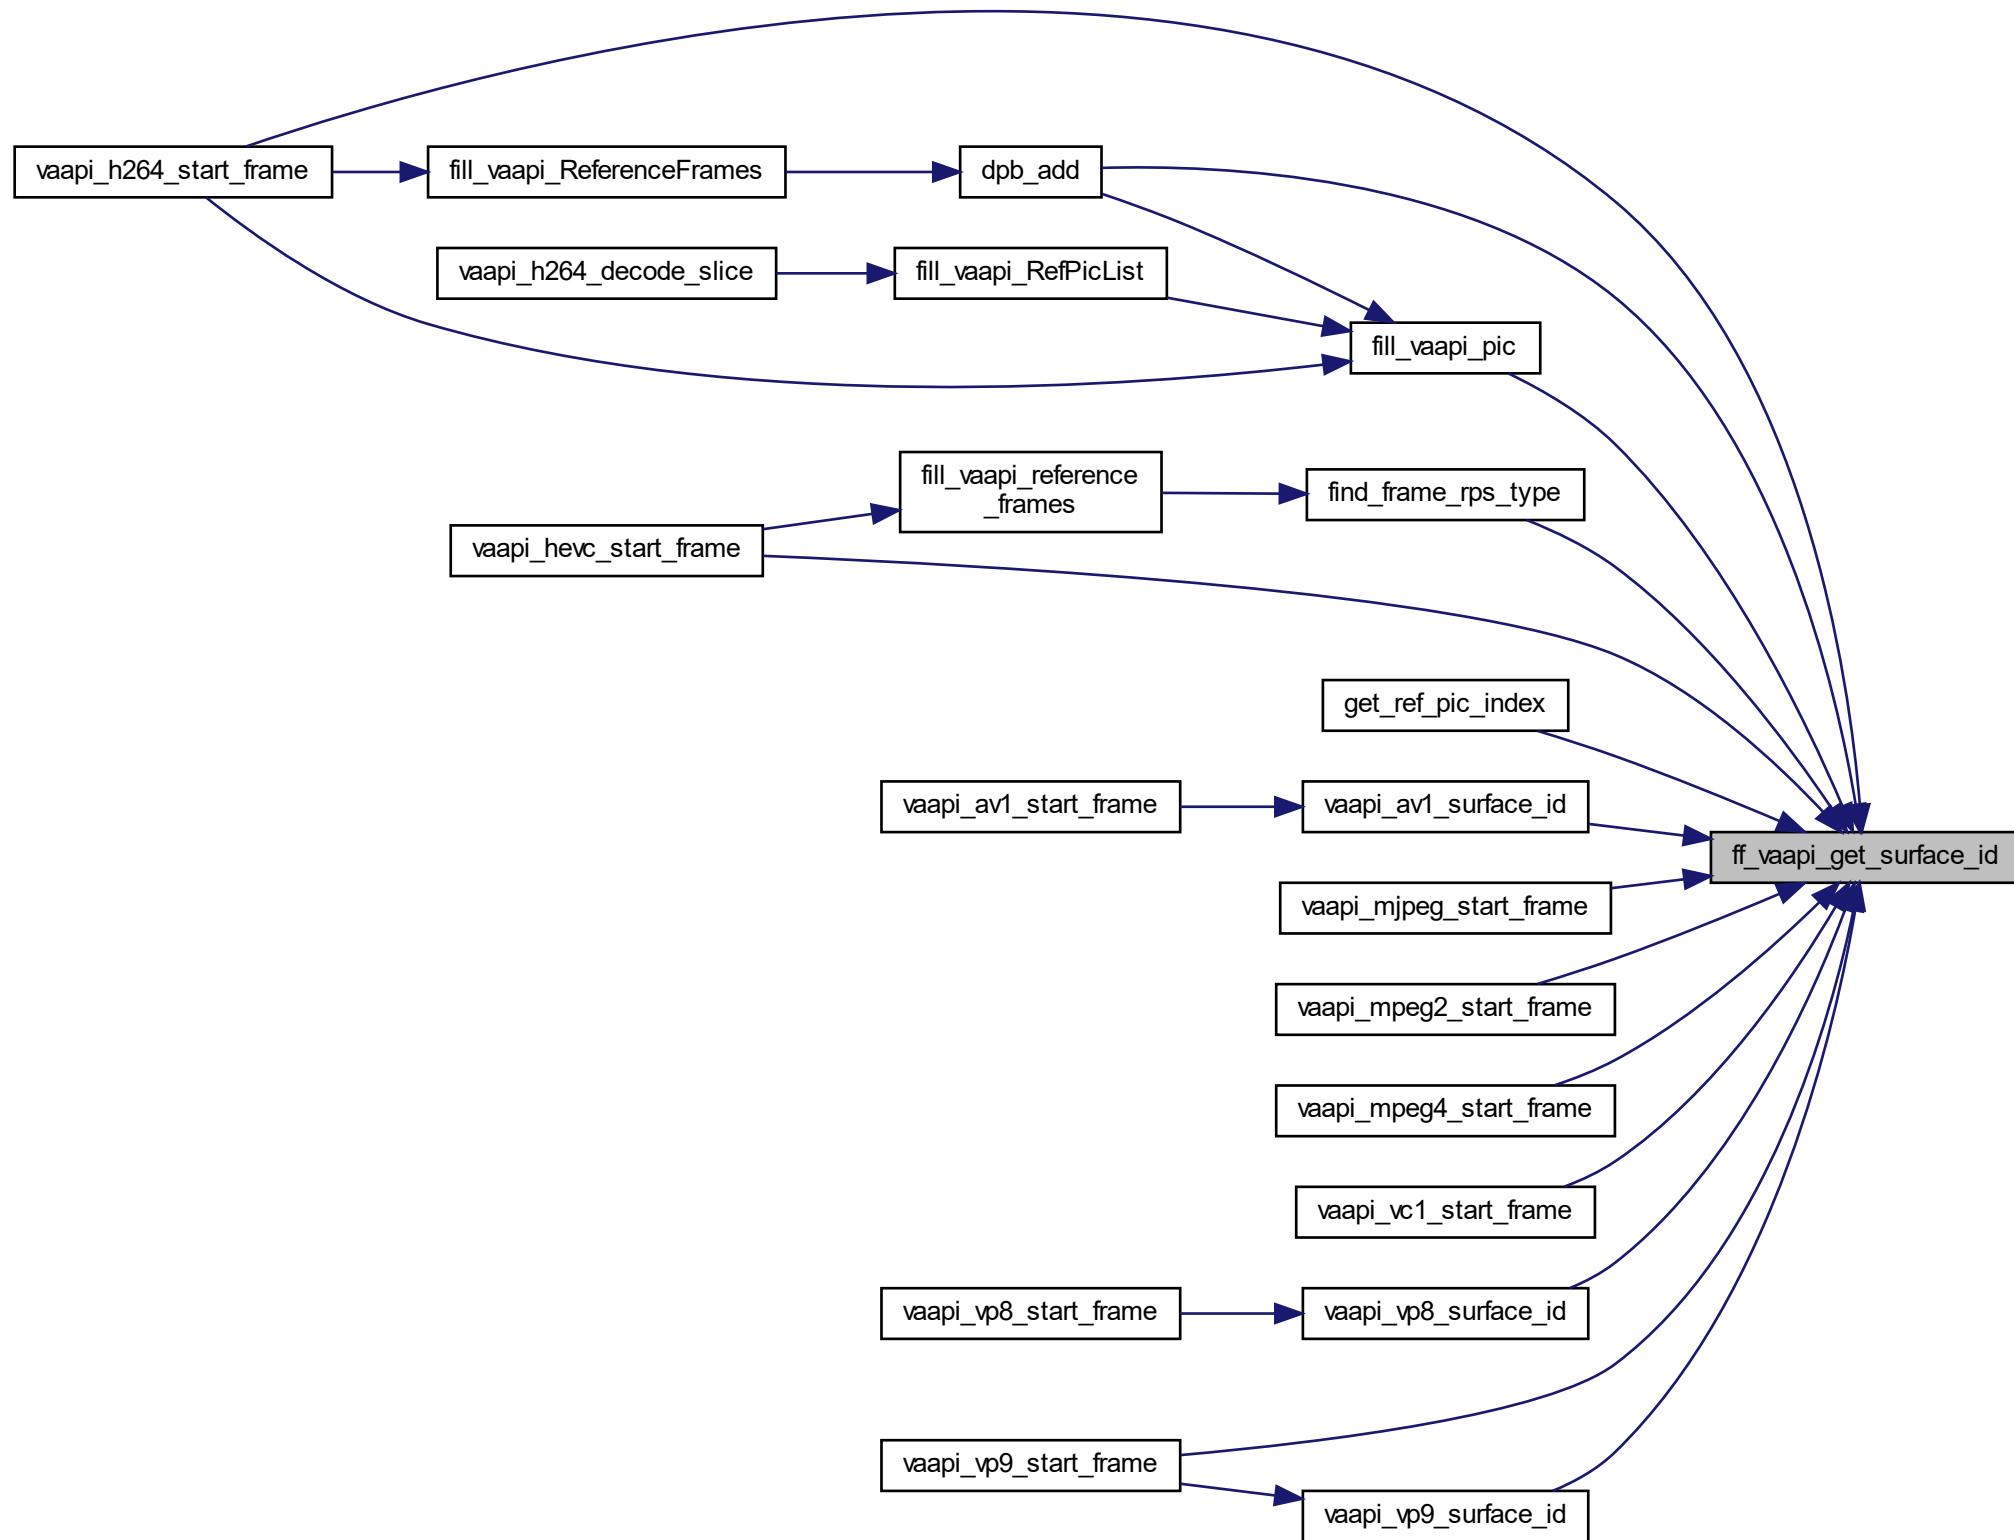 vaapi_h264_start_frame
fill_vaapi_ReferenceFrames
dpb_add
vaapi_h264_decode_slice
fill_vaapi_RefPicList
fill_vaapi_pic
fill_vaapi_reference
_frames
find_frame_rps_type
vaapi_hevc_start_frame
get_ref_pic_index
vaapi_av1_start_frame
vaapi_av1_surface_id
ff_vaapi_get_surface_id
vaapi_mjpeg_start_frame
vaapi_mpeg2_start_frame
vaapi_mpeg4_start_frame
vaapi_vc1_start_frame
vaapi_vp8_start_frame
vaapi_vp8_surface_id
vaapi_vp9_start_frame
vaapi_vp9_surface_id